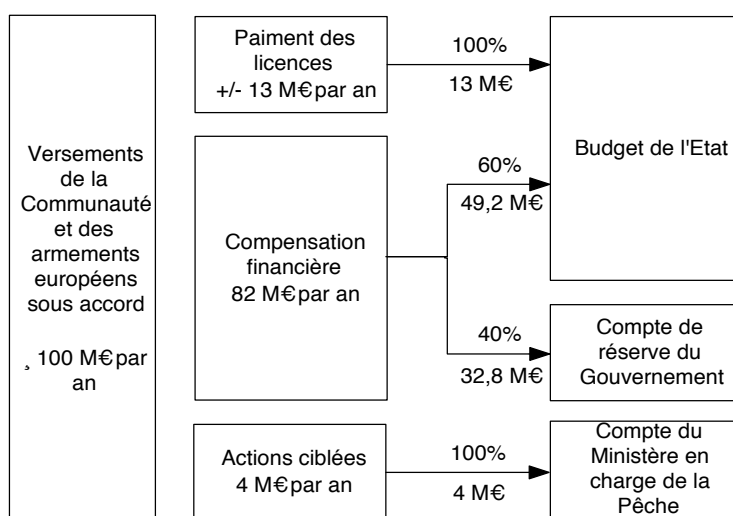 Versements
de la
Communauté
et des
armements
européens
sous accord
¸ 100 M€par
an
Paiment des
licences
+/- 13 M€par an
100%
13 M€
Budget de l'Etat
Compensation
financière
82 M€par an
60%
49,2 M€
40%
32,8 M€
Compte de
réserve du
Gouvernement
Actions ciblées
4 M€par an
100%
4 M€
Compte du
Ministère en
charge de la
Pêche